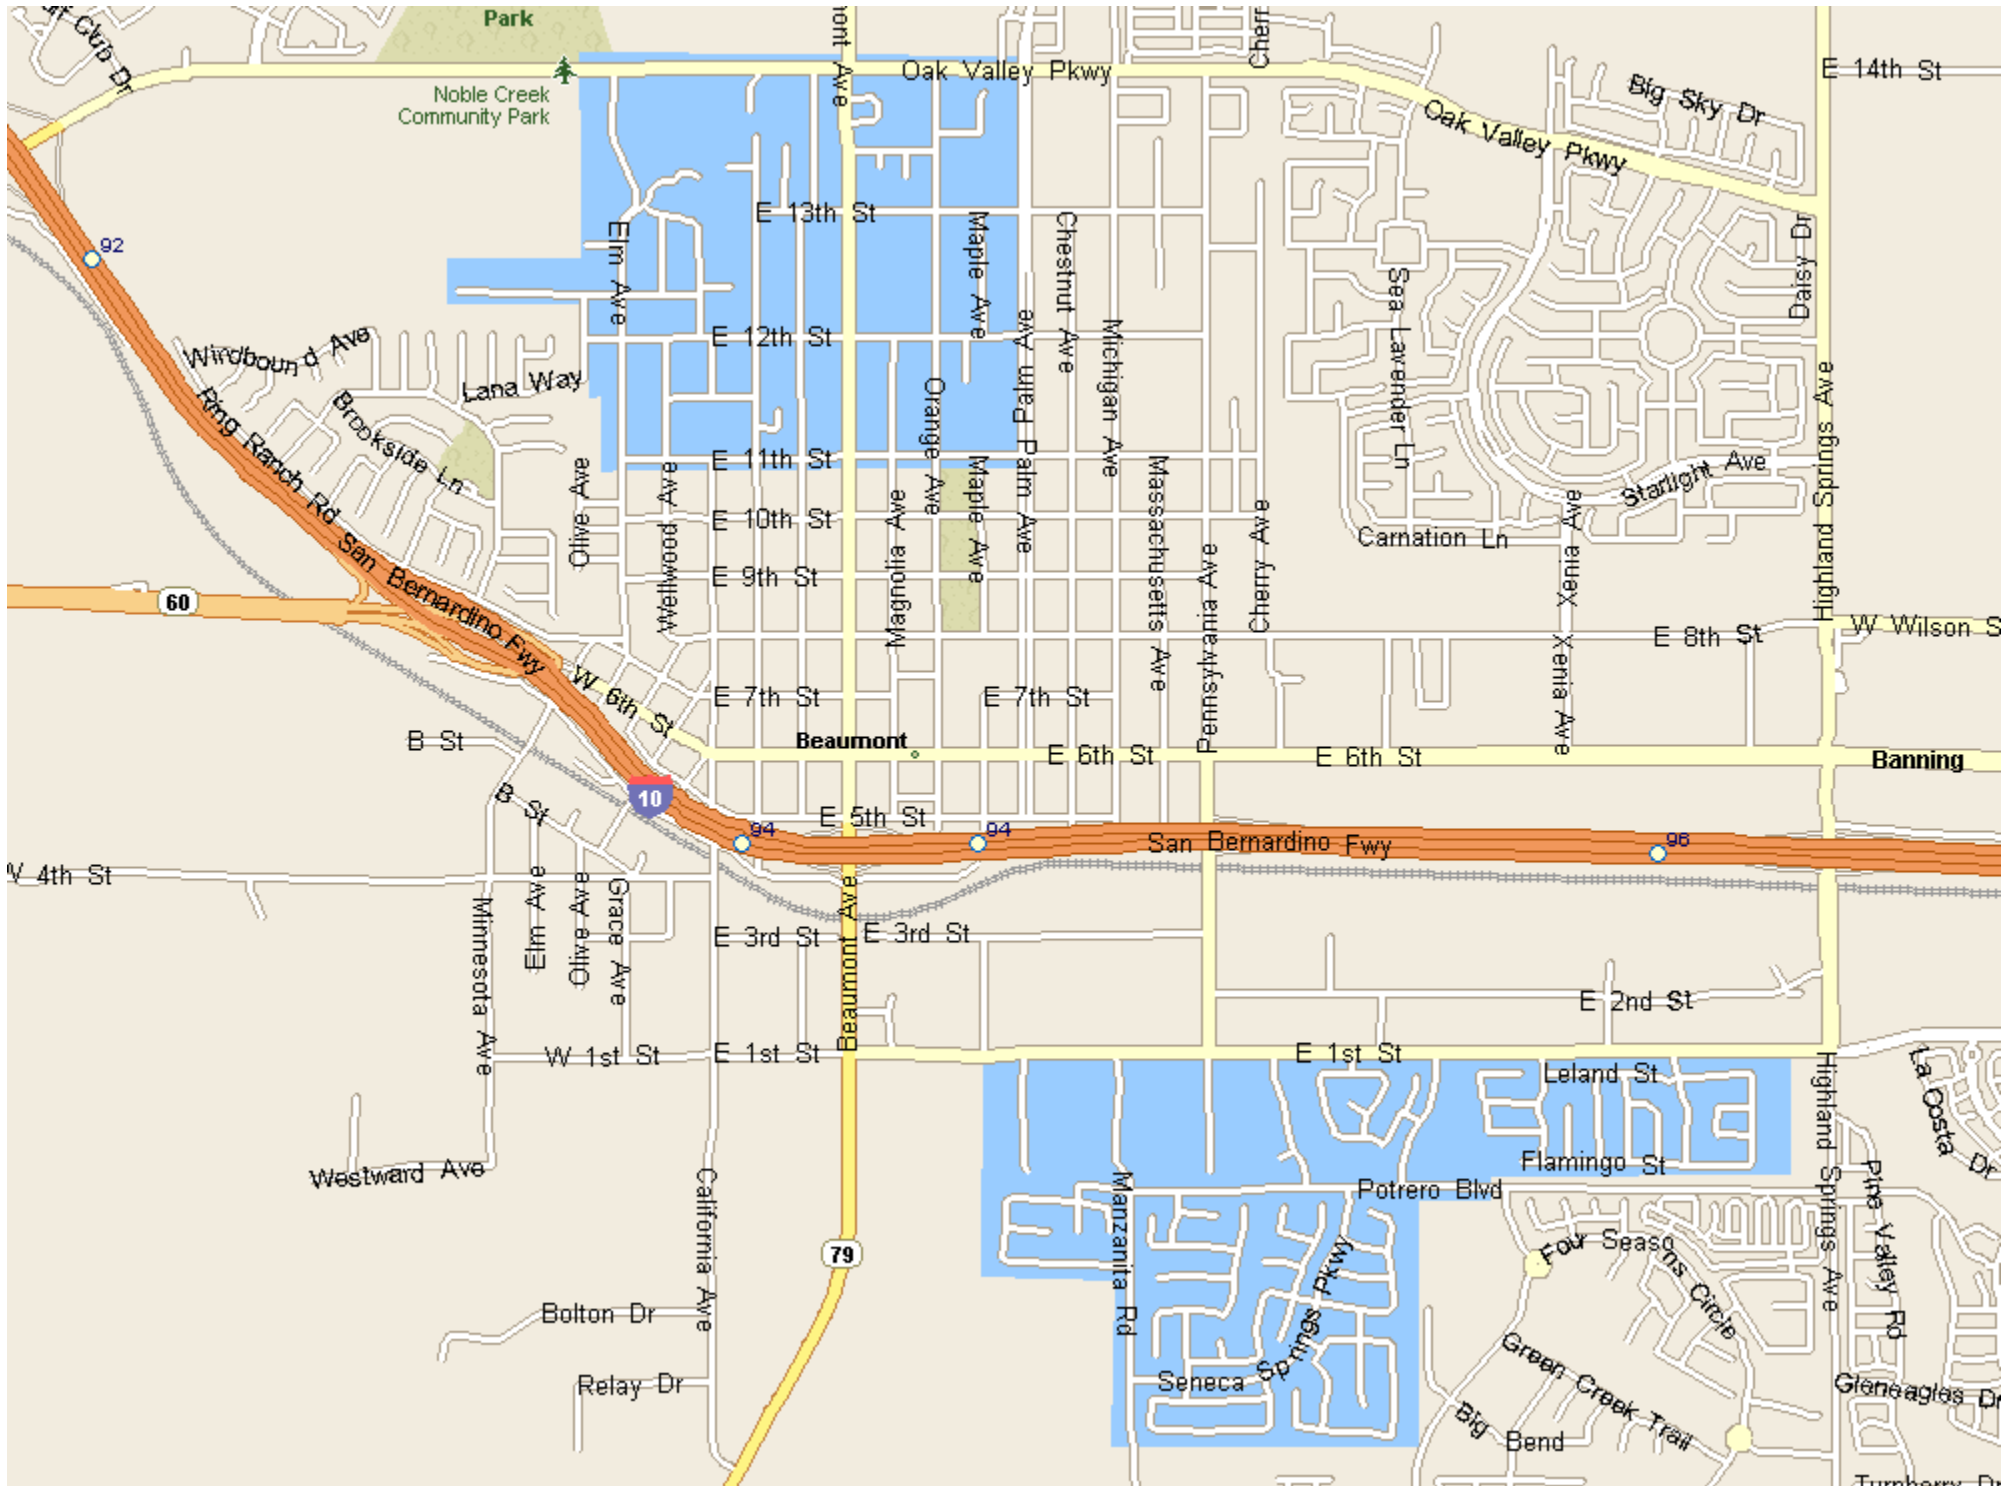 Park
Club Dr
Ave
Oak Valley Pkwy
E 14th St
Noble Creek
Community Park
Big Sky Dr
Oak Valley Pkwy
E 13th St
Elm Ave
Maple Ave
Chestnut Ave
Daisy Dr
92
Sea Lavender Ln
E 12th St
Michigan Ave
Palm Ave
Windbound Ave
Lana Way
Orange Ave
Highland Springs Ave
Ring Ranch Rd
Brookside Ln
E 11th St
Palm Ave
Maple Ave
Massachusetts Ave
Starlight Ave
Olive Ave
Wellwood Ave
Magnolia Ave
E 10th St
Cherry Ave
Carnation Ln
Xenia Ave
San Bernardino Fwy
E 9th St
Pennsylvania Ave
60
E 8th St
W Wilson S
Xenia Ave
W 6th St
E 7th St
E 7th St
B St
Beaumont
E 6th St
E 6th St
Banning
10
B St
E 5th St
94
94
San Bernardino Fwy
96
W 4th St
Minnesota Ave
Elm Ave
Olive Ave
Grace Ave
Beaumont Ave
E 3rd St
E 3rd St
E 2nd St
W 1st St
E 1st St
E 1st St
Leland St
Highland Springs Ave
La Costa Dr
Westward Ave
California Ave
Manzanita Rd
Flamingo St
Potrero Blvd
Pine Valley Rd
79
Springs Pkwy
Four Seasons Circle
Bolton Dr
Relay Dr
Seneca
Green Creek Trail
Gleneagles Dr
Big Bend
Turnberry Dr